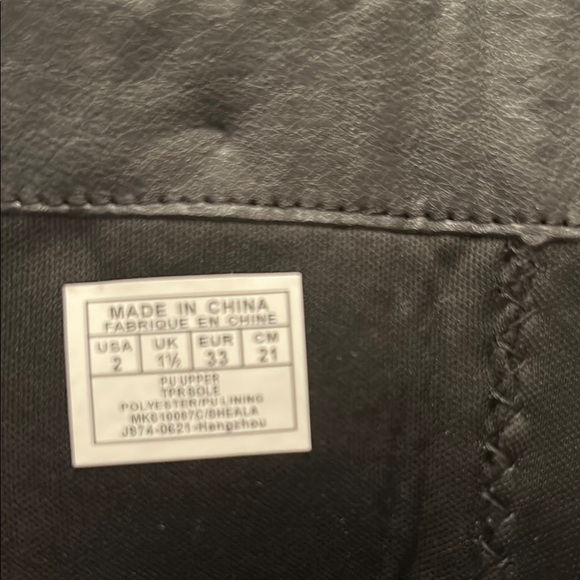 MADE IN CHINA
FABRIQUE EN CHINE
USA UK EUR CM
2 1½ 33 21
PU UPPER
TPR SOLE
POLYESTER/PU LINING
MK610087C/BHEALA
J874-0621-Hangzhou